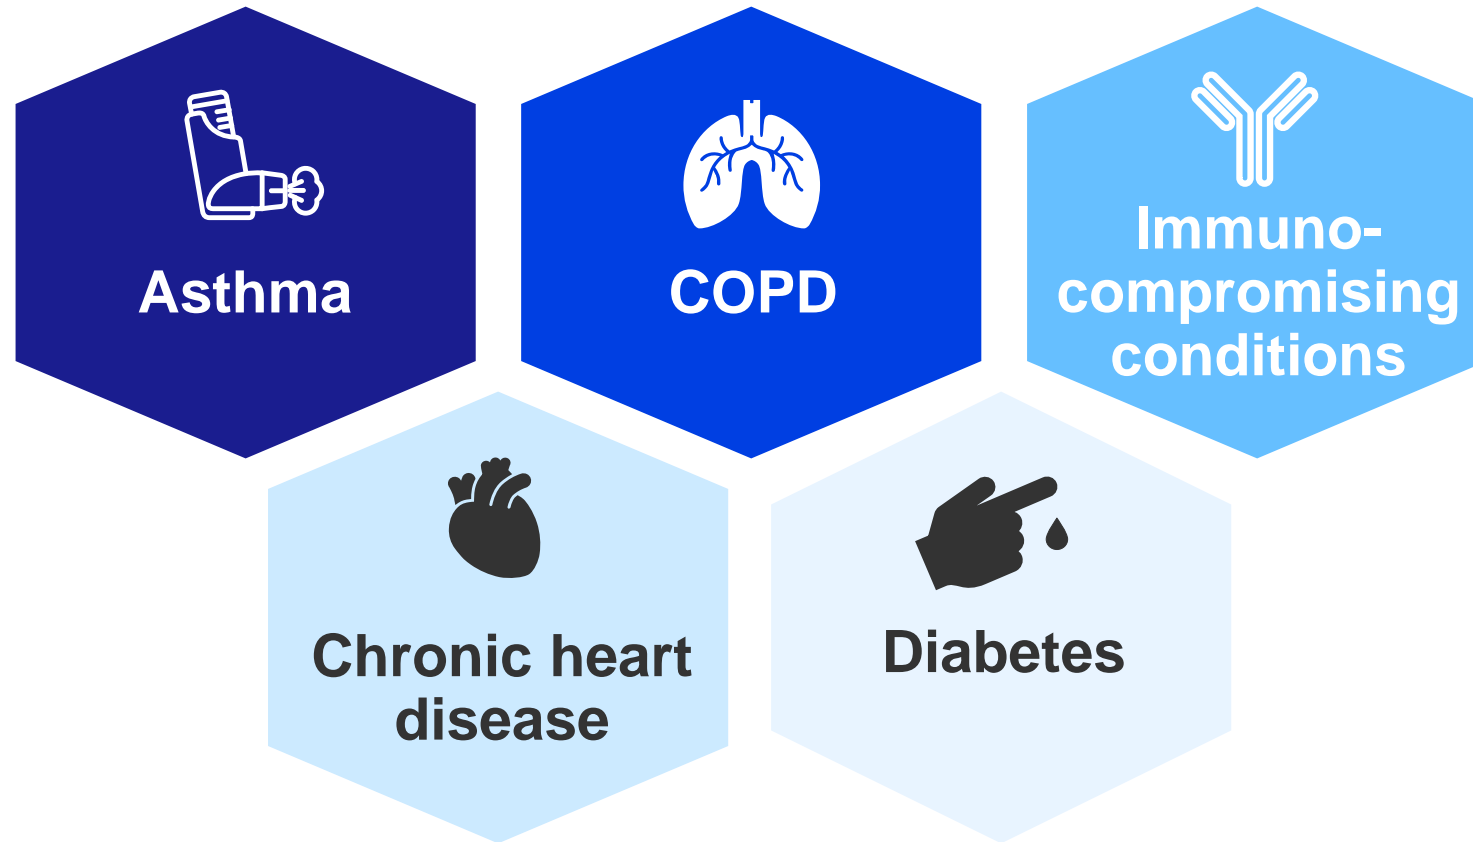 Asthma
COPD
Immuno-
compromising
conditions
Chronic heart
disease
Diabetes